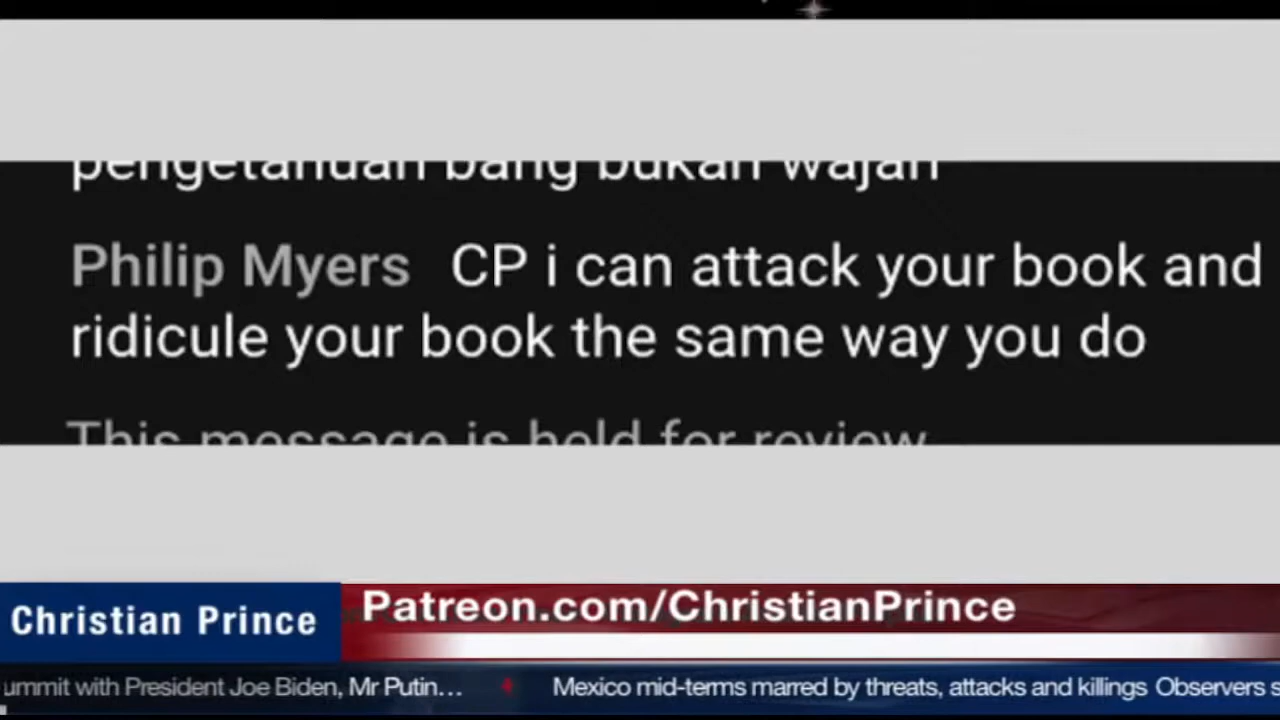 pengetahuan bang bukan wajah
Philip Myers CP i can attack your book and
ridicule your book the same way you do
This message is held for review
Christian Prince
Patreon.com/ChristianPrince
ummit with President Joe Biden, Mr Putin... Mexico mid-terms marred by threats, attacks and killings Observers s